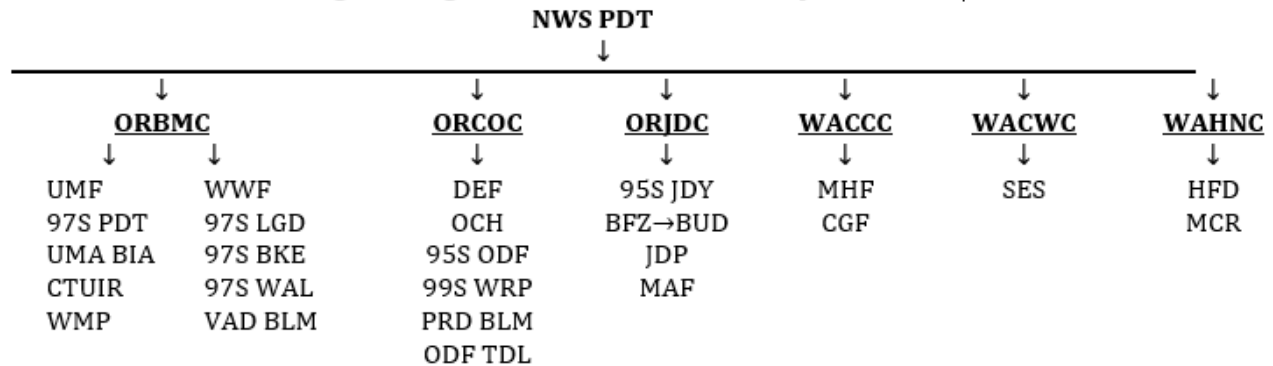 NWS PDT
↓
↓ ↓ ↓ ↓ ↓ ↓
ORBMC ORCOC ORJDC WACCC WACWC WAHNC
↓ ↓ ↓ ↓ ↓ ↓ ↓
UMF WWF DEF 95S JDY MHF SES HFD
97S PDT 97S LGD OCH BFZ→BUD CGF MCR
UMA BIA 97S BKE 95S ODF JDP
CTUIR 97S WAL 99S WRP MAF
WMP VAD BLM PRD BLM
ODF TDL